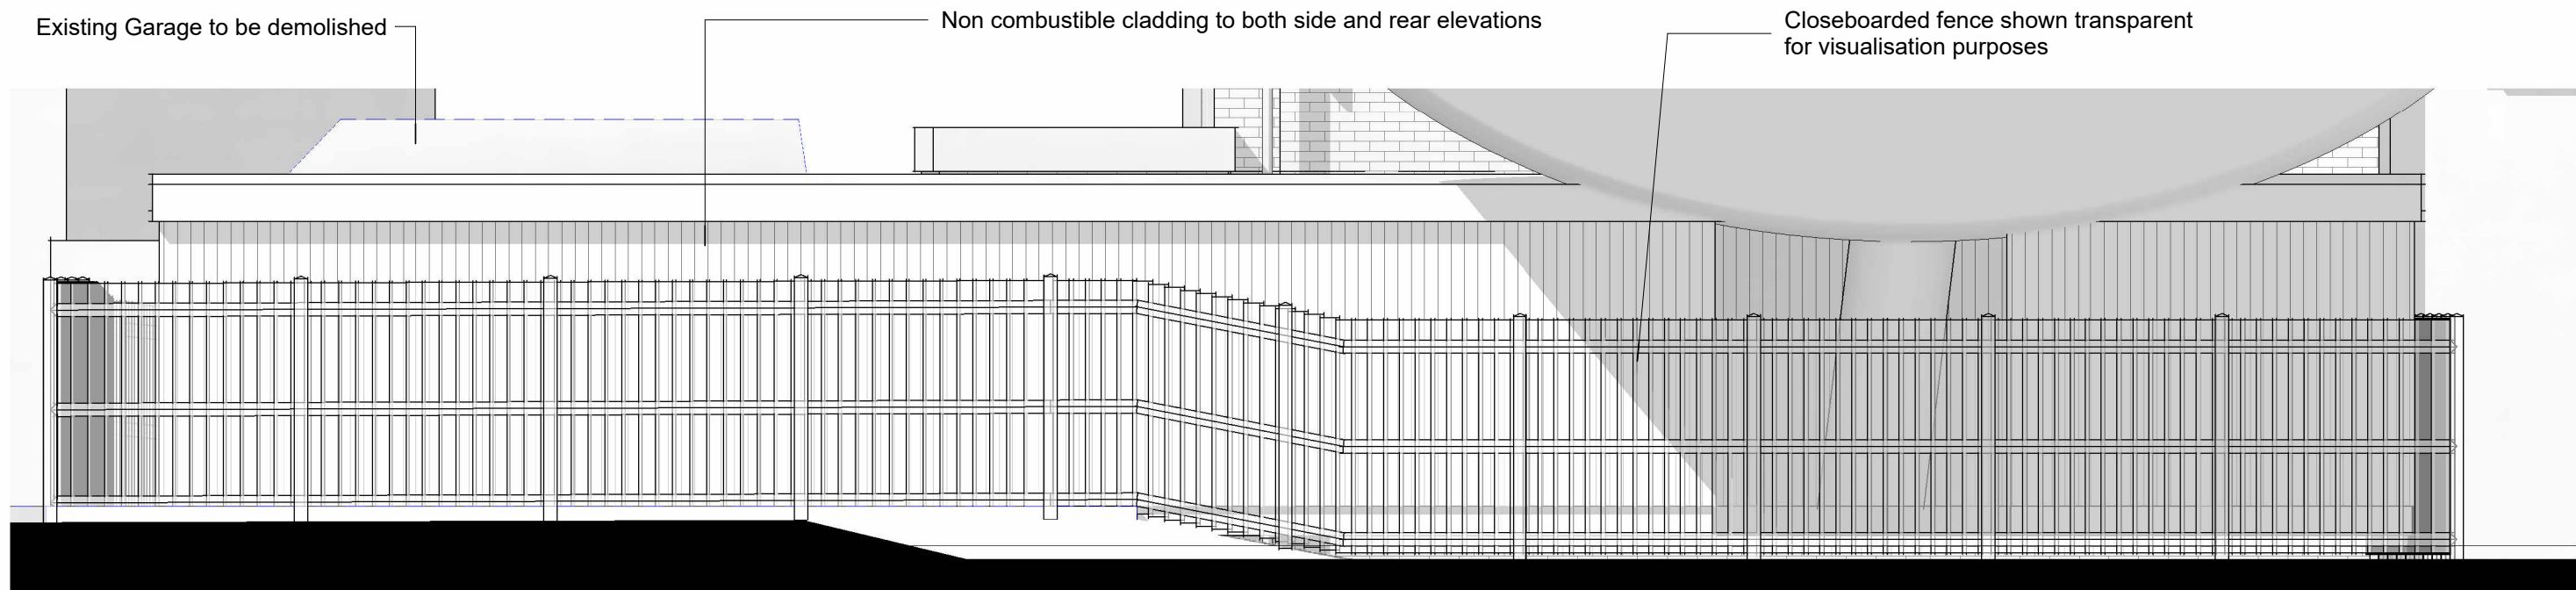 Existing Garage to be demolished
Non combustible cladding to both side and rear elevations
Closeboarded fence shown transparent
for visualisation purposes